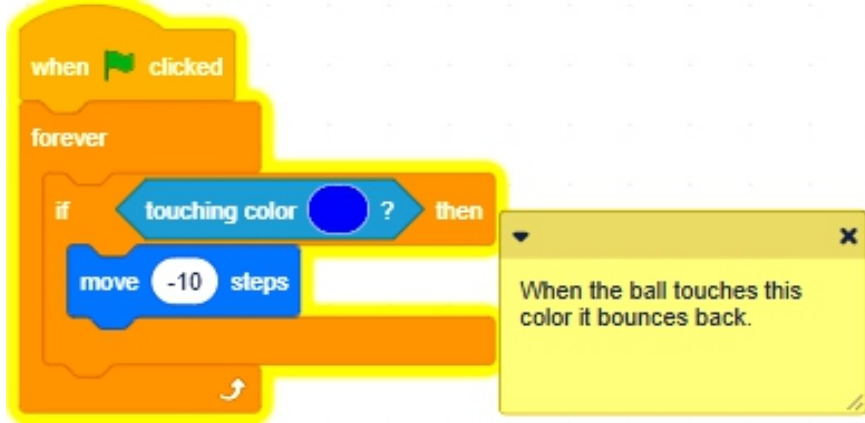 when clicked
forever
if touching color ? then
move -10 steps
When the ball touches this
color it bounces back.